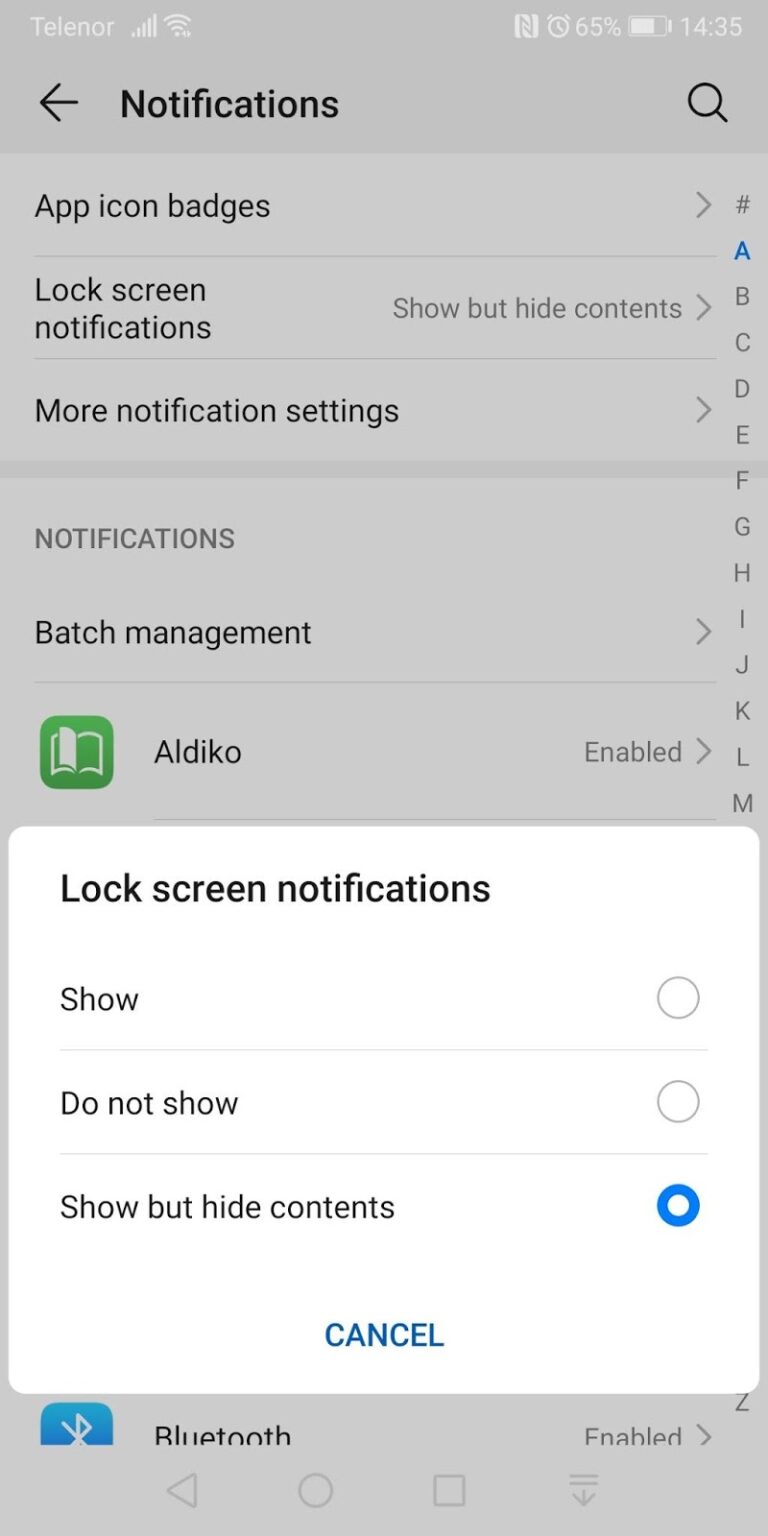 Telenor 65% 14:35
Notifications
App icon badges
#
A
Lock screen
notifications
Show but hide contents
B
C
More notification settings
D
E
F
NOTIFICATIONS
G
H
Batch management
I
J
K
Aldiko
Enabled
L
M
Lock screen notifications
Show
Do not show
Show but hide contents
CANCEL
Z
Bluetooth
Enabled